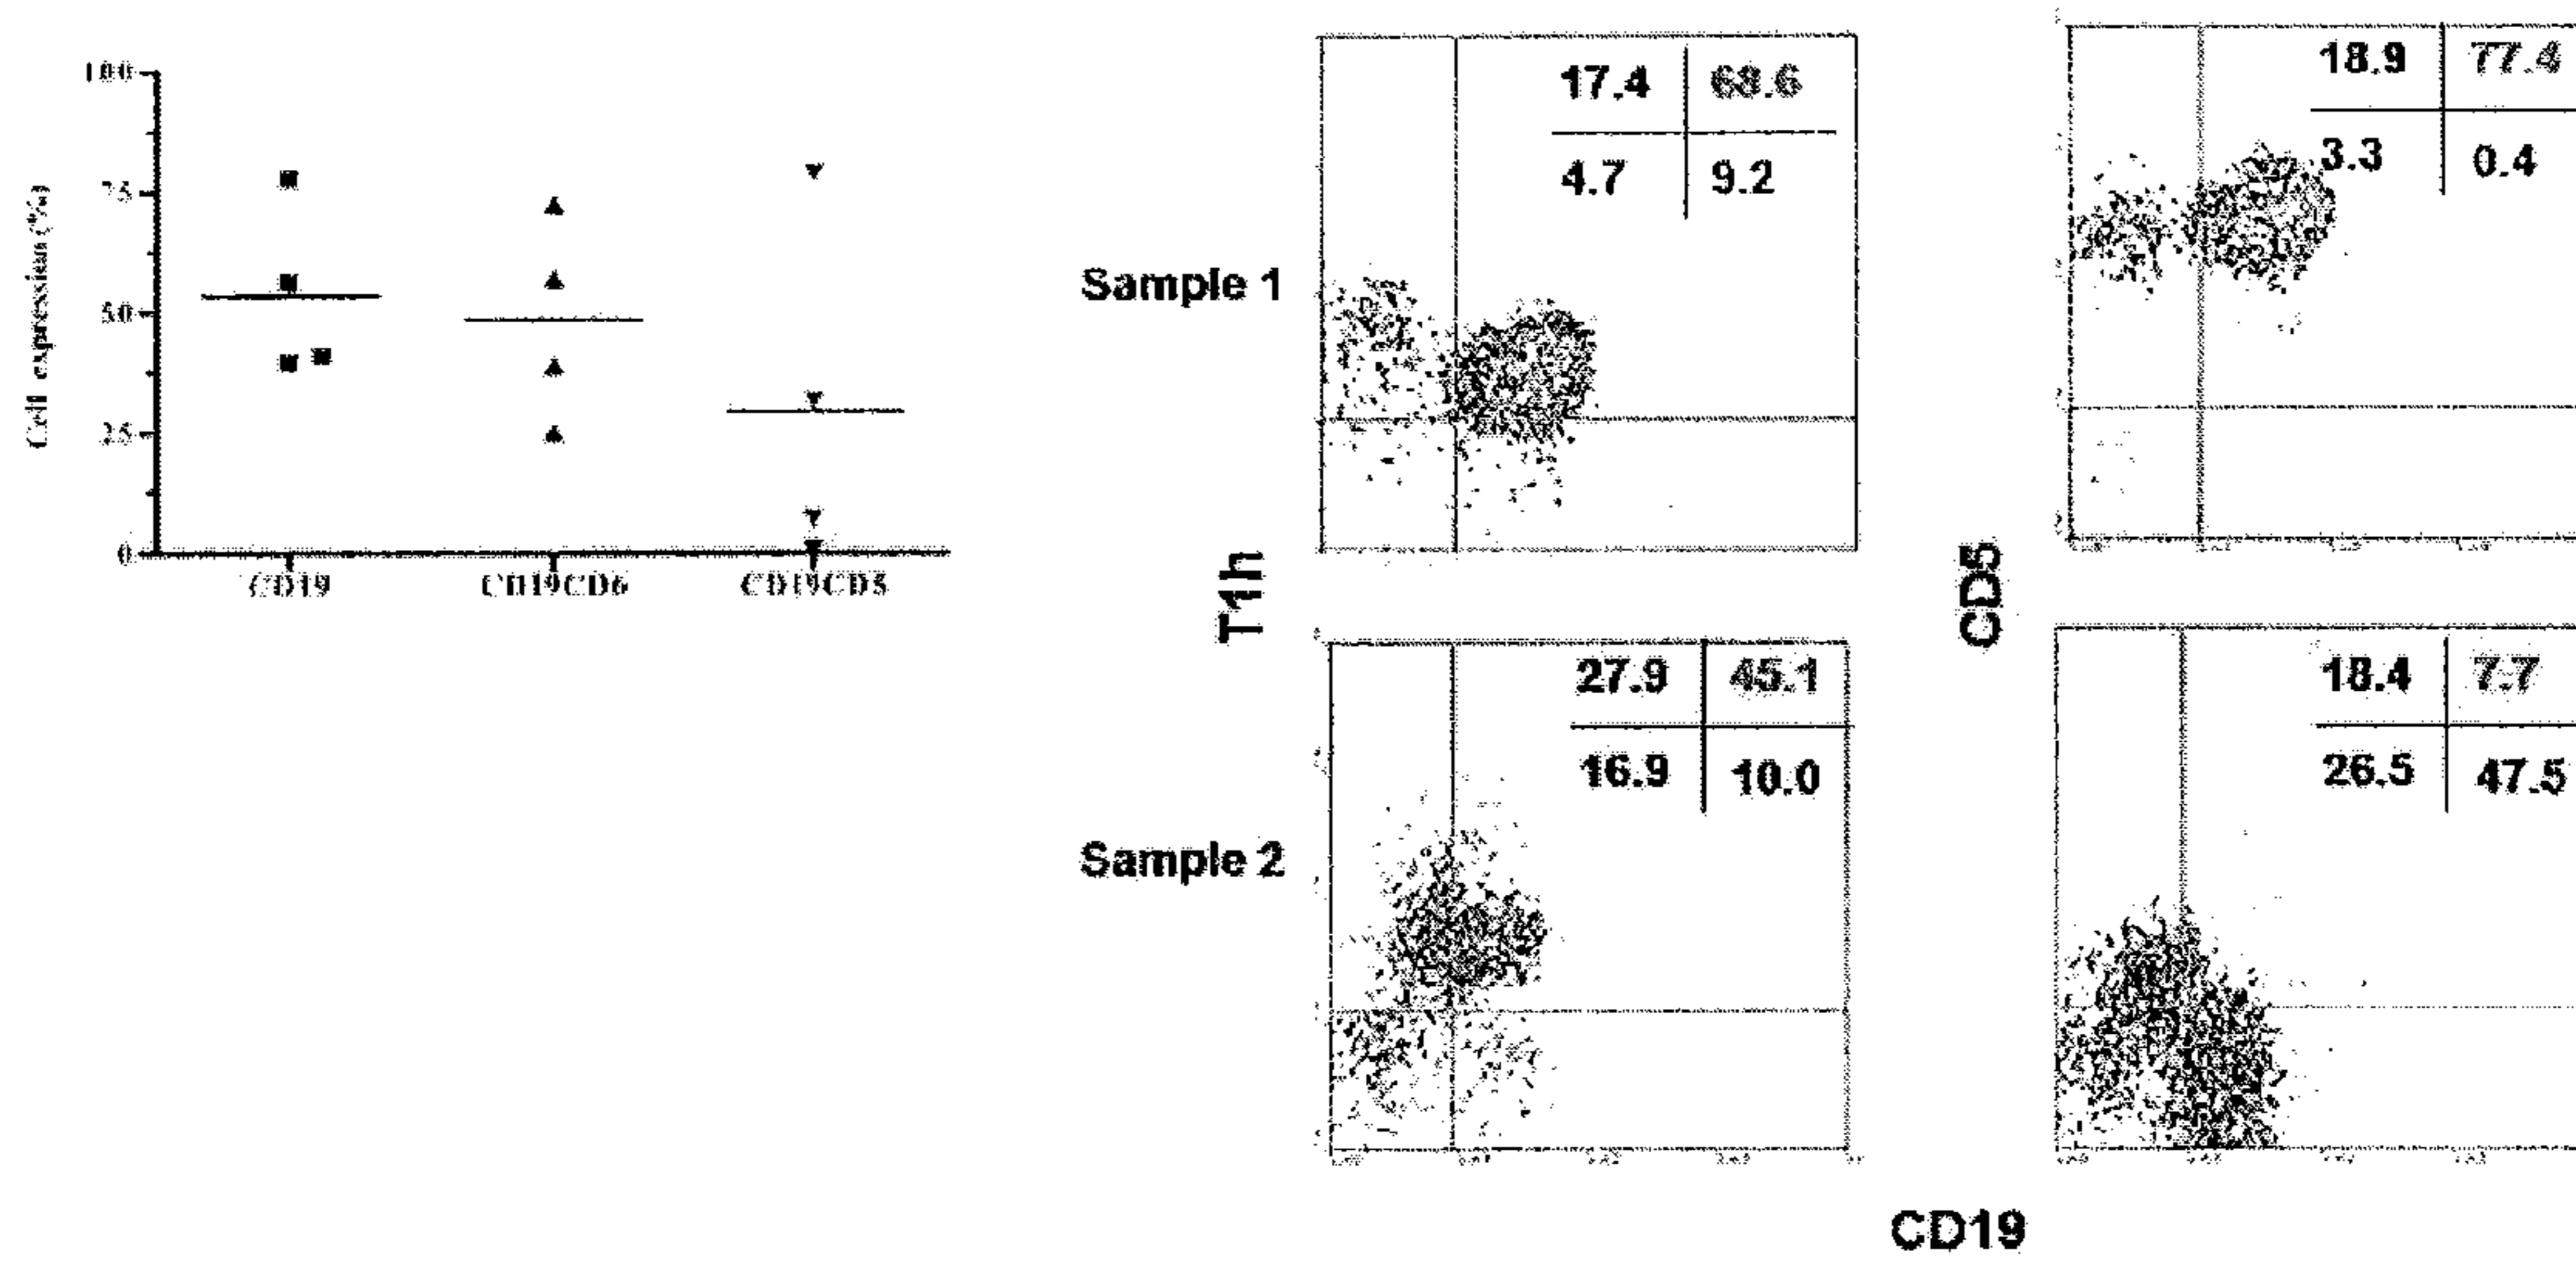 100
75
50
25
0
Cell expression (%)
CD19
CD19CD6
CD19CD5
Sample 1
T1h
17.4 68.6
4.7 9.2
CD5
18.9 77.4
3.3 0.4
Sample 2
27.9 45.1
16.9 10.0
18.4 7.7
26.5 47.5
CD19